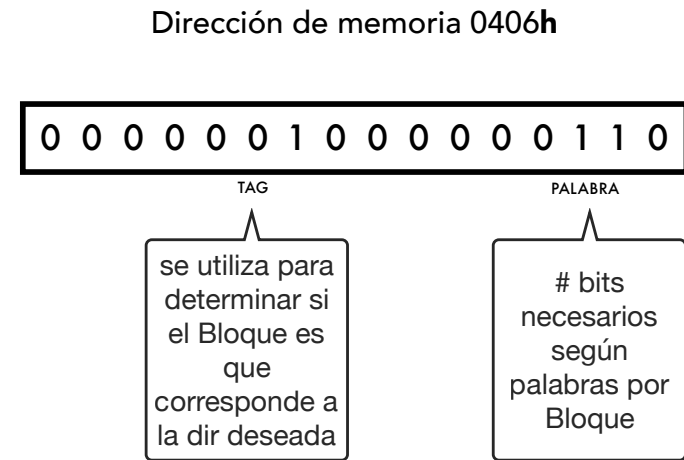 Dirección de memoria 0406h
0 0 0 0 0 0 1 0 0 0 0 0 0 1 1 0
TAG
PALABRA
se utiliza para
determinar si
el Bloque es
que
corresponde a
la dir deseada
# bits
necesarios
según
palabras por
Bloque